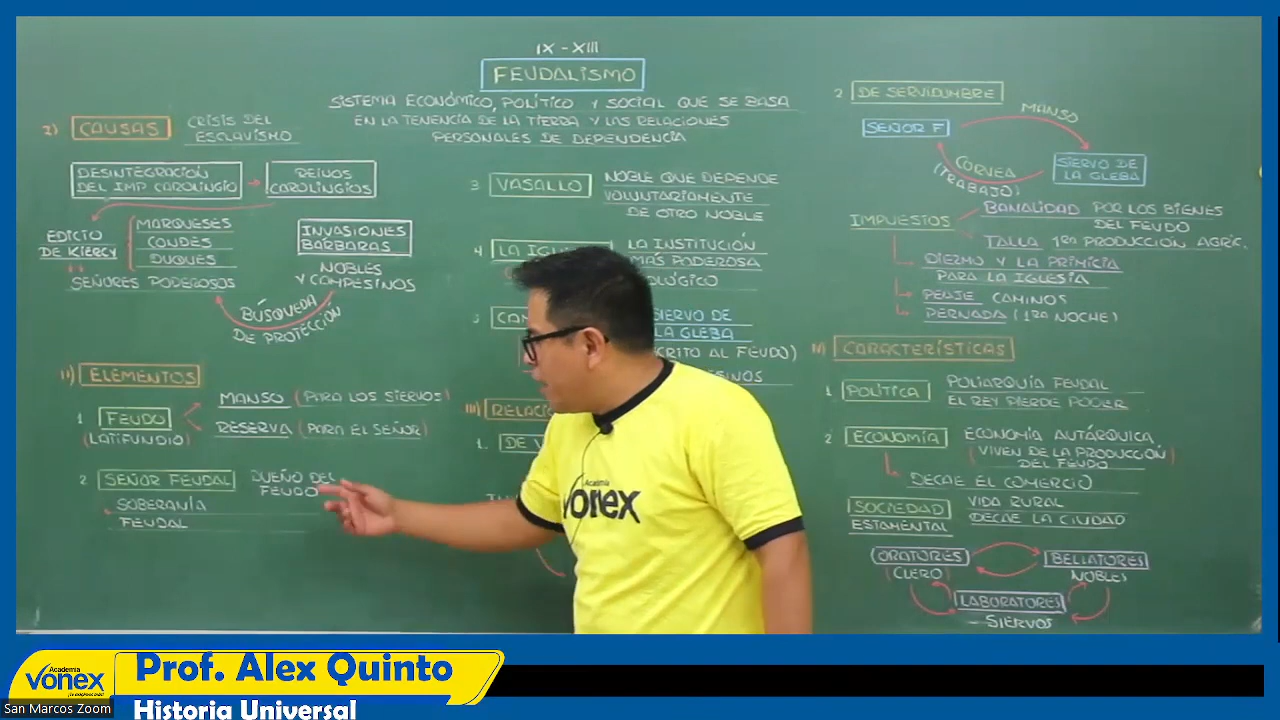 IX - XIII
FEUDALISMO
SISTEMA ECONÓMICO, POLÍTICO Y SOCIAL QUE SE BASA
EN LA TENENCIA DE LA TIERRA Y LAS RELACIONES
PERSONALES DE DEPENDENCIA
I) CAUSAS
CRISIS DEL
ESCLAVISMO
DESINTEGRACIÓN
DEL IMP CAROLINGIO
REINOS
CAROLINGIOS
EDICTO
DE KIERCY
MARQUESES
CONDES
DUQUES
SEÑORES PODEROSOS
INVASIONES
BÁRBARAS
NOBLES
Y CAMPESINOS
BÚSQUEDA
DE PROTECCIÓN
II) ELEMENTOS
1 FEUDO
(LATIFUNDIO)
MANSO (PARA LOS SIERVOS)
RESERVA (PARA EL SEÑOR)
2 SEÑOR FEUDAL
DUEÑO DEL
FEUDO
SOBERANÍA
FEUDAL
3 VASALLO
NOBLE QUE DEPENDE
VOLUNTARIAMENTE
DE OTRO NOBLE
4 LA
LA INSTITUCIÓN
MÁS PODEROSA
SIERVO DE
LA GLEBA
AL FEUDO)
III)
1. DE
2 DE SERVIDUMBRE
SEÑOR F
MANSO
CORVEA
(TRABAJO)
SIERVO DE
LA GLEBA
IMPUESTOS
BANALIDAD POR LOS BIENES
DEL FEUDO
TALLA 1RA PRODUCCIÓN AGRIC.
DIEZMO Y LA PRIMICIA
PARA LA IGLESIA
PEAJE CAMINOS
PERNADA (1RA NOCHE)
IV) CARACTERÍSTICAS
1 POLÍTICA
POLIARQUÍA FEUDAL
EL REY PIERDE PODER
2 ECONOMÍA
ECONOMÍA AUTÁRQUICA
(VIVEN DE LA PRODUCCIÓN
DEL FEUDO)
DECAE EL COMERCIO
SOCIEDAD
ESTAMENTAL
VIDA RURAL
DECAE LA CIUDAD
ORATORES
(CLERO)
BELLATORES
NOBLES
LABORATORES
SIERVOS
Academia
vonex
Academia
vonex
Prof. Alex Quinto
Historia Universal
San Marcos Zoom